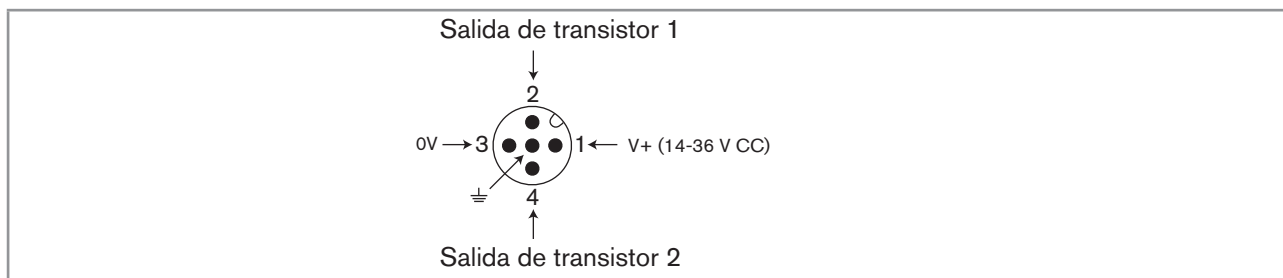 Salida de transistor 1
2
0V 3 1 V+ (14-36 V CC)
4
Salida de transistor 2